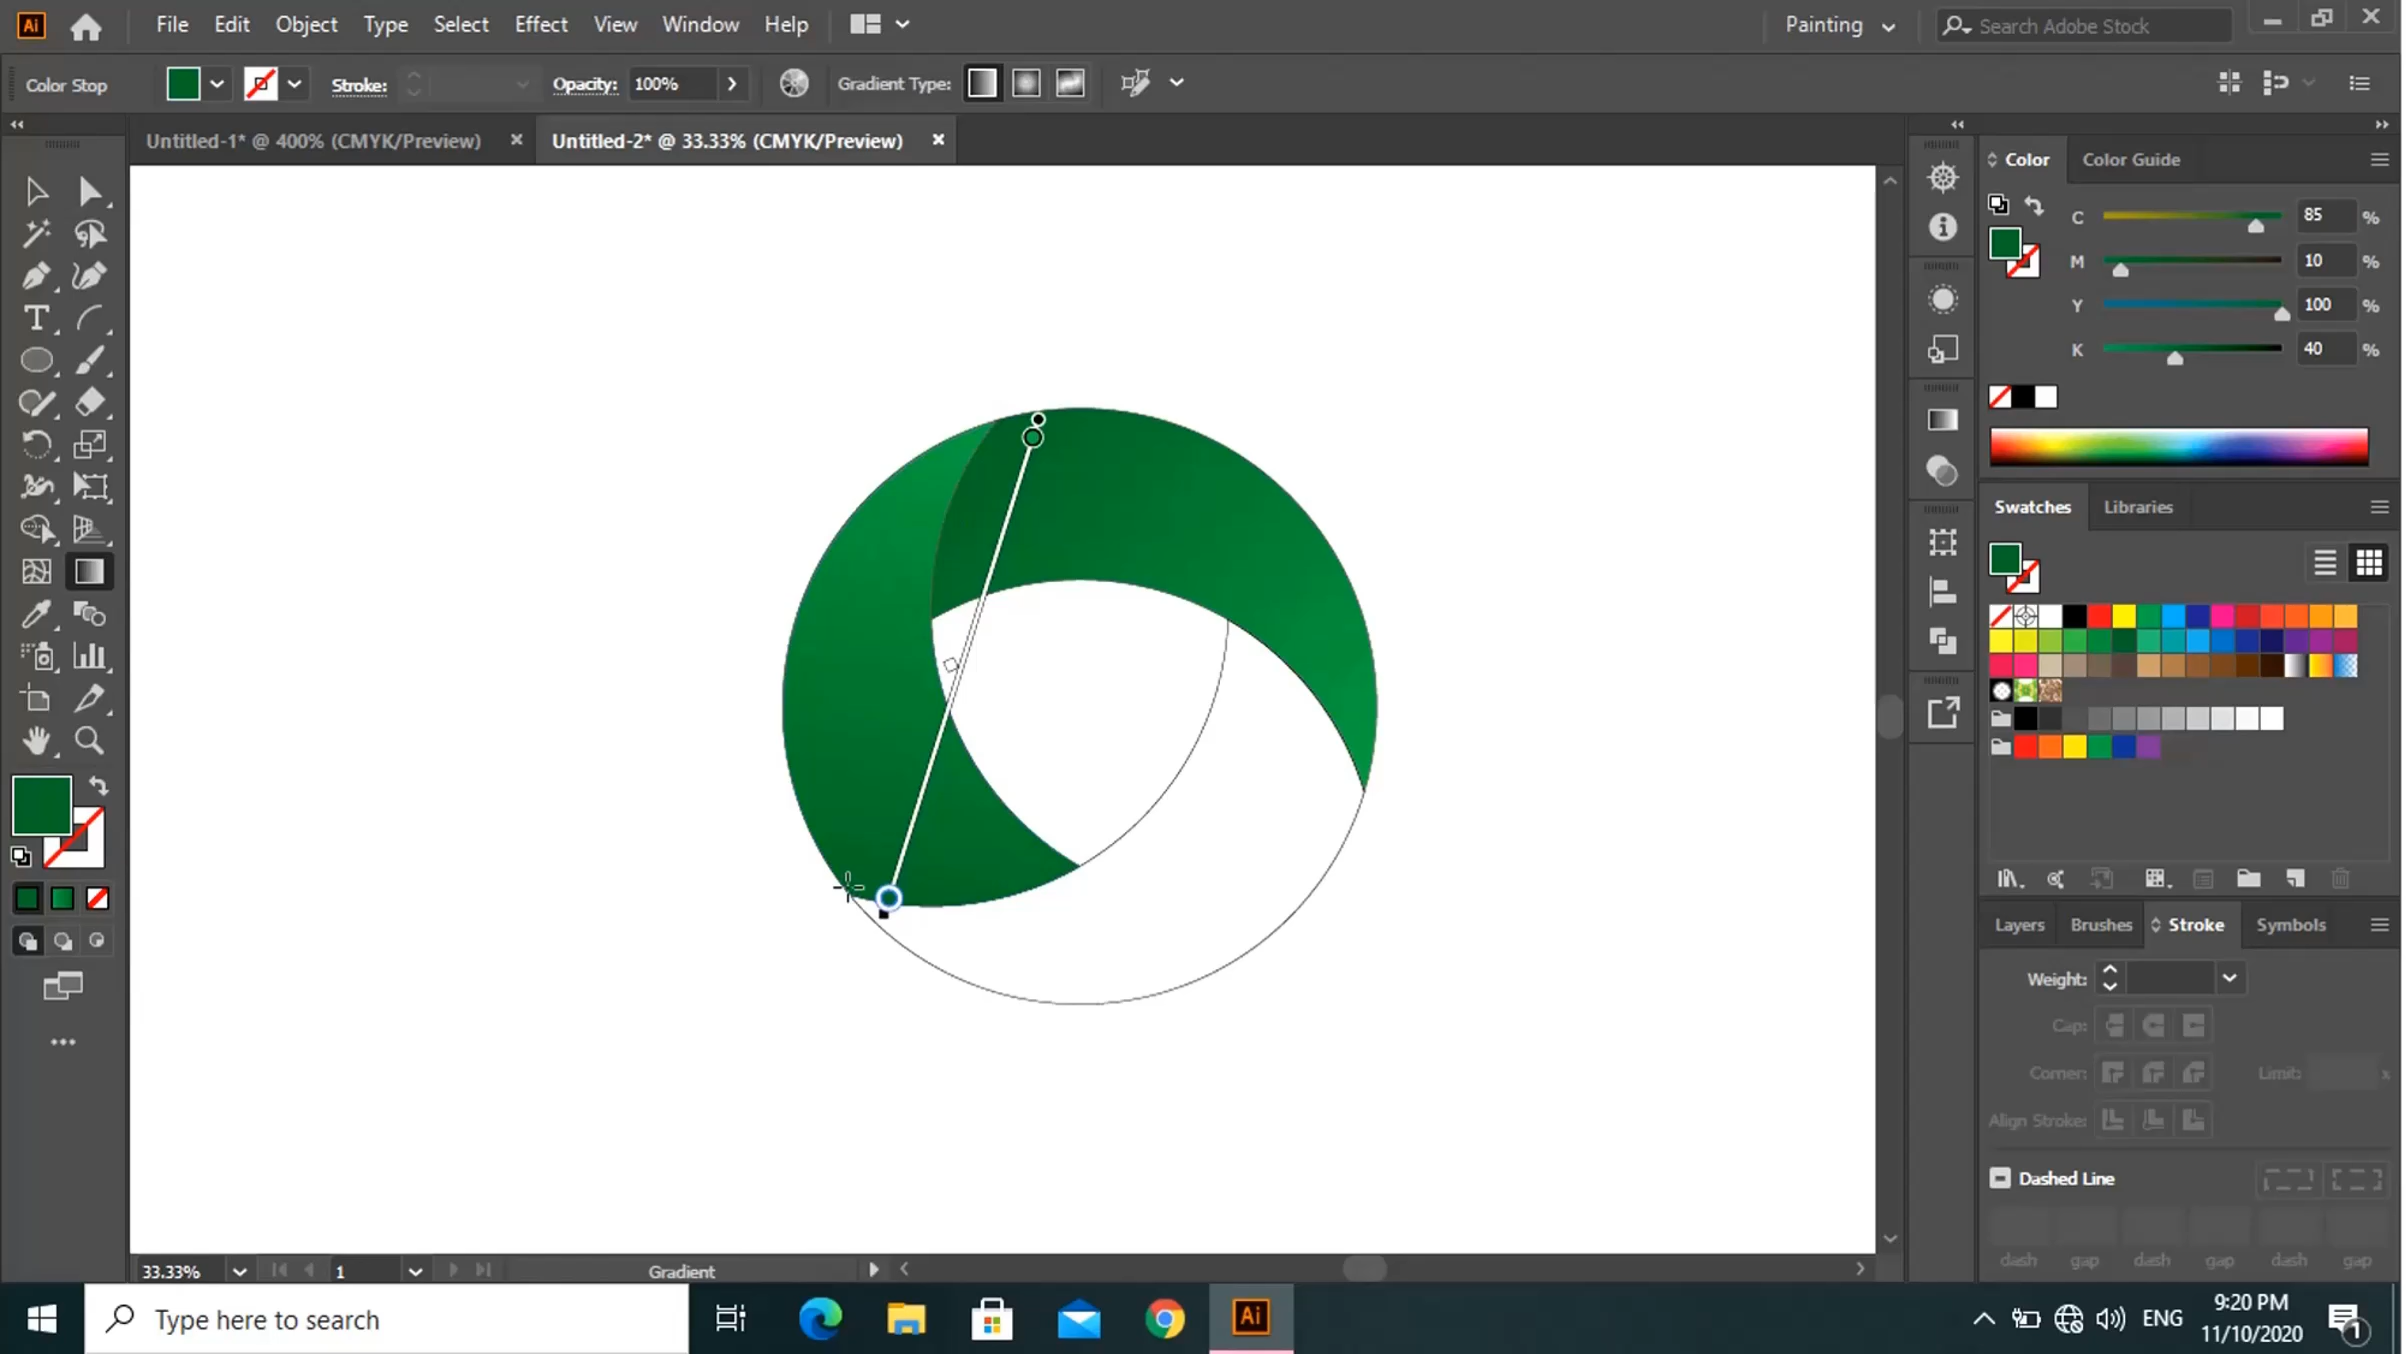 Ai File Edit Object Type Select Effect View Window Help Painting Search Adobe Stock
Color Stop Stroke: Opacity: 100% Gradient Type:
Untitled-1* @ 400% (CMYK/Preview) Untitled-2* @ 33.33% (CMYK/Preview)
Color Color Guide
C 85 %
M 10 %
Y 100 %
K 40 %
Swatches Libraries
Layers Brushes Stroke Symbols
Weight:
Cap:
Corner: Limit: x
Align Stroke:
Dashed Line
dash gap dash gap dash gap
33.33% 1 Gradient
Type here to search
Ai
ENG
9:20 PM
11/10/2020
1